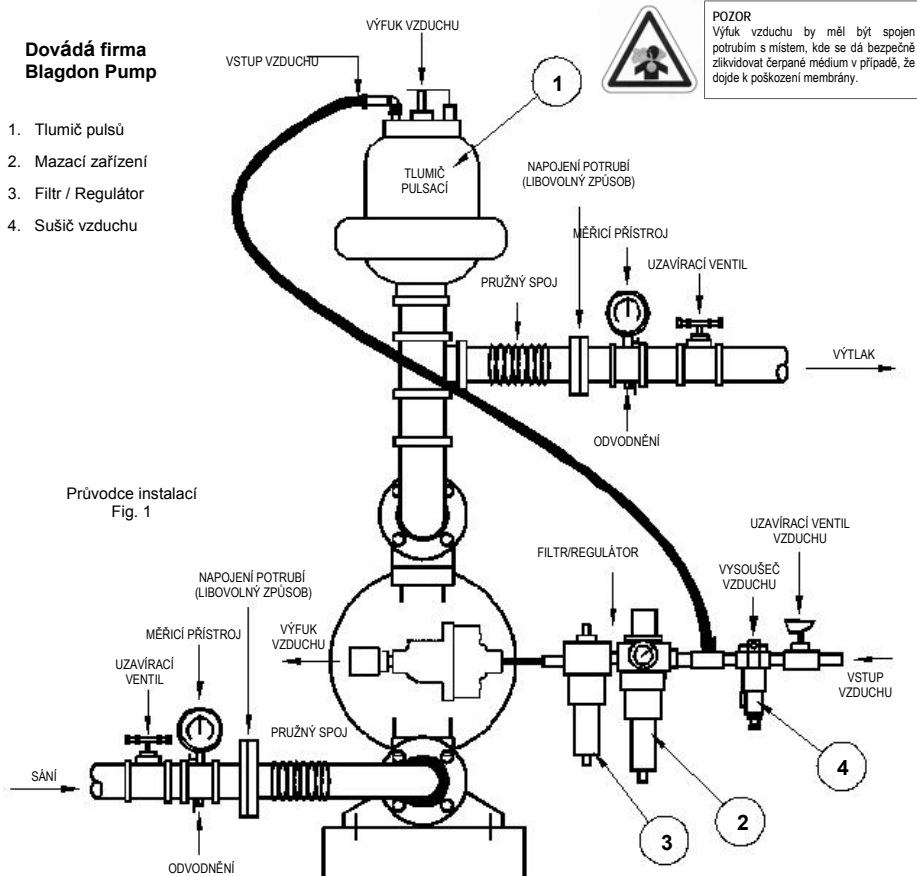 Dovádá firma
Blagdon Pump
1. Tlumič pulsů
2. Mazací zařízení
3. Filtr / Regulátor
4. Sušič vzduchu
VÝFUK VZDUCHU
VSTUP VZDUCHU
1
POZOR
Výfuk vzduchu by měl být spojen
potrubím s místem, kde se dá bezpečně
zlikvidovat čerpané médium v případě, že
dojde k poškození membrány.
TLUMIČ
PULSACÍ
NAPOJENÍ POTRUBÍ
(LIBOVOLNÝ ZPŮSOB)
MĚŘICÍ PŘÍSTROJ
UZAVÍRACÍ VENTIL
PRUŽNÝ SPOJ
VÝTLAK
ODVODNĚNÍ
Průvodce instalací
Fig. 1
UZAVÍRACÍ VENTIL
VZDUCHU
FILTR/REGULÁTOR
VYSOUŠEČ
VZDUCHU
NAPOJENÍ POTRUBÍ
(LIBOVOLNÝ ZPŮSOB)
VÝFUK
VZDUCHU
MĚŘICÍ PŘÍSTROJ
UZAVÍRACÍ
VENTIL
VSTUP
VZDUCHU
PRUŽNÝ SPOJ
SÁNÍ
4
2
3
ODVODNĚNÍ